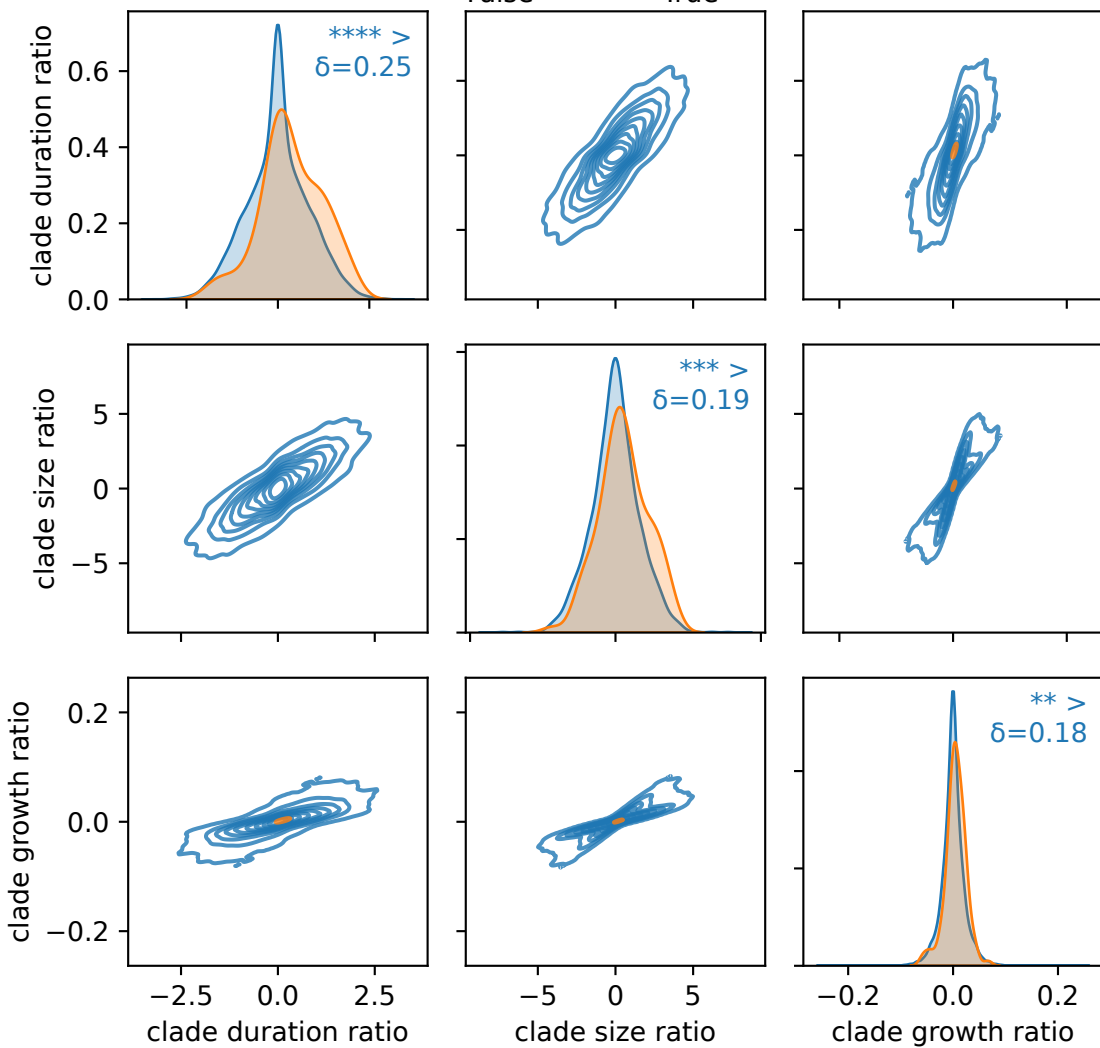 True
clade duration ratio
0.6
0.4
0.2
0.0
**** >
δ=0.25
clade size ratio
5
0
−5
*** >
δ=0.19
clade growth ratio
0.2
0.0
−0.2
** >
δ=0.18
−2.5 0.0 2.5
−5 0 5
−0.2 0.0 0.2
clade duration ratio
clade size ratio
clade growth ratio